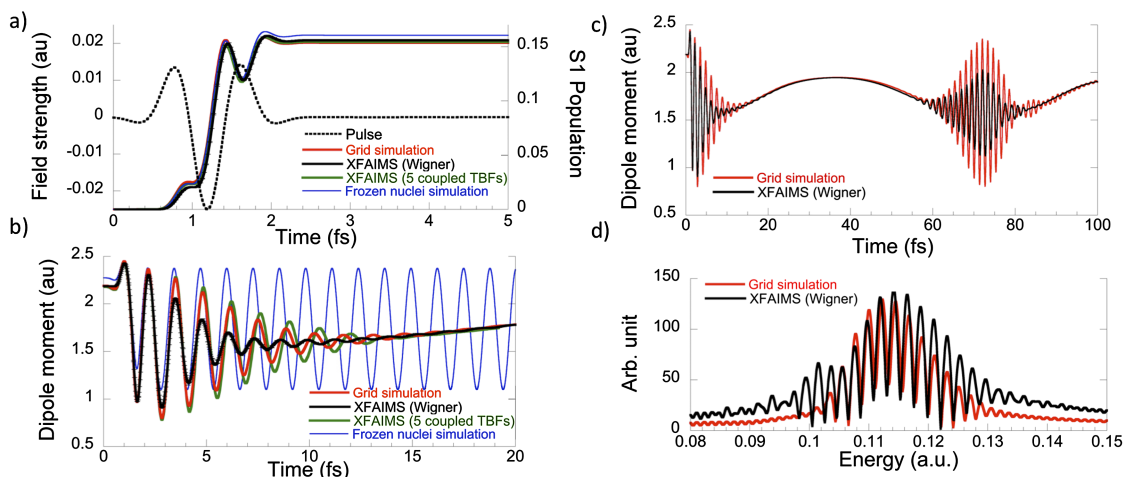 a)
Field strength (au)
0.02
0.01
0
-0.01
-0.02
0.15
0.1
0.05
0
S1 Population
Pulse
Grid simulation
XFAIMS (Wigner)
XFAIMS (5 coupled TBFs)
Frozen nuclei simulation
0 1 2 3 4 5
Time (fs)
b)
Dipole moment (au)
2.5
2
1.5
1
0.5
Grid simulation
XFAIMS (Wigner)
XFAIMS (5 coupled TBFs)
Frozen nuclei simulation
0 5 10 15 20
Time (fs)
c)
Dipole moment (au)
2.5
2
1.5
1
0.5
Grid simulation
XFAIMS (Wigner)
0 20 40 60 80 100
Time (fs)
d)
Arb. unit
150
100
50
0
Grid simulation
XFAIMS (Wigner)
0.08 0.09 0.1 0.11 0.12 0.13 0.14 0.15
Energy (a.u.)